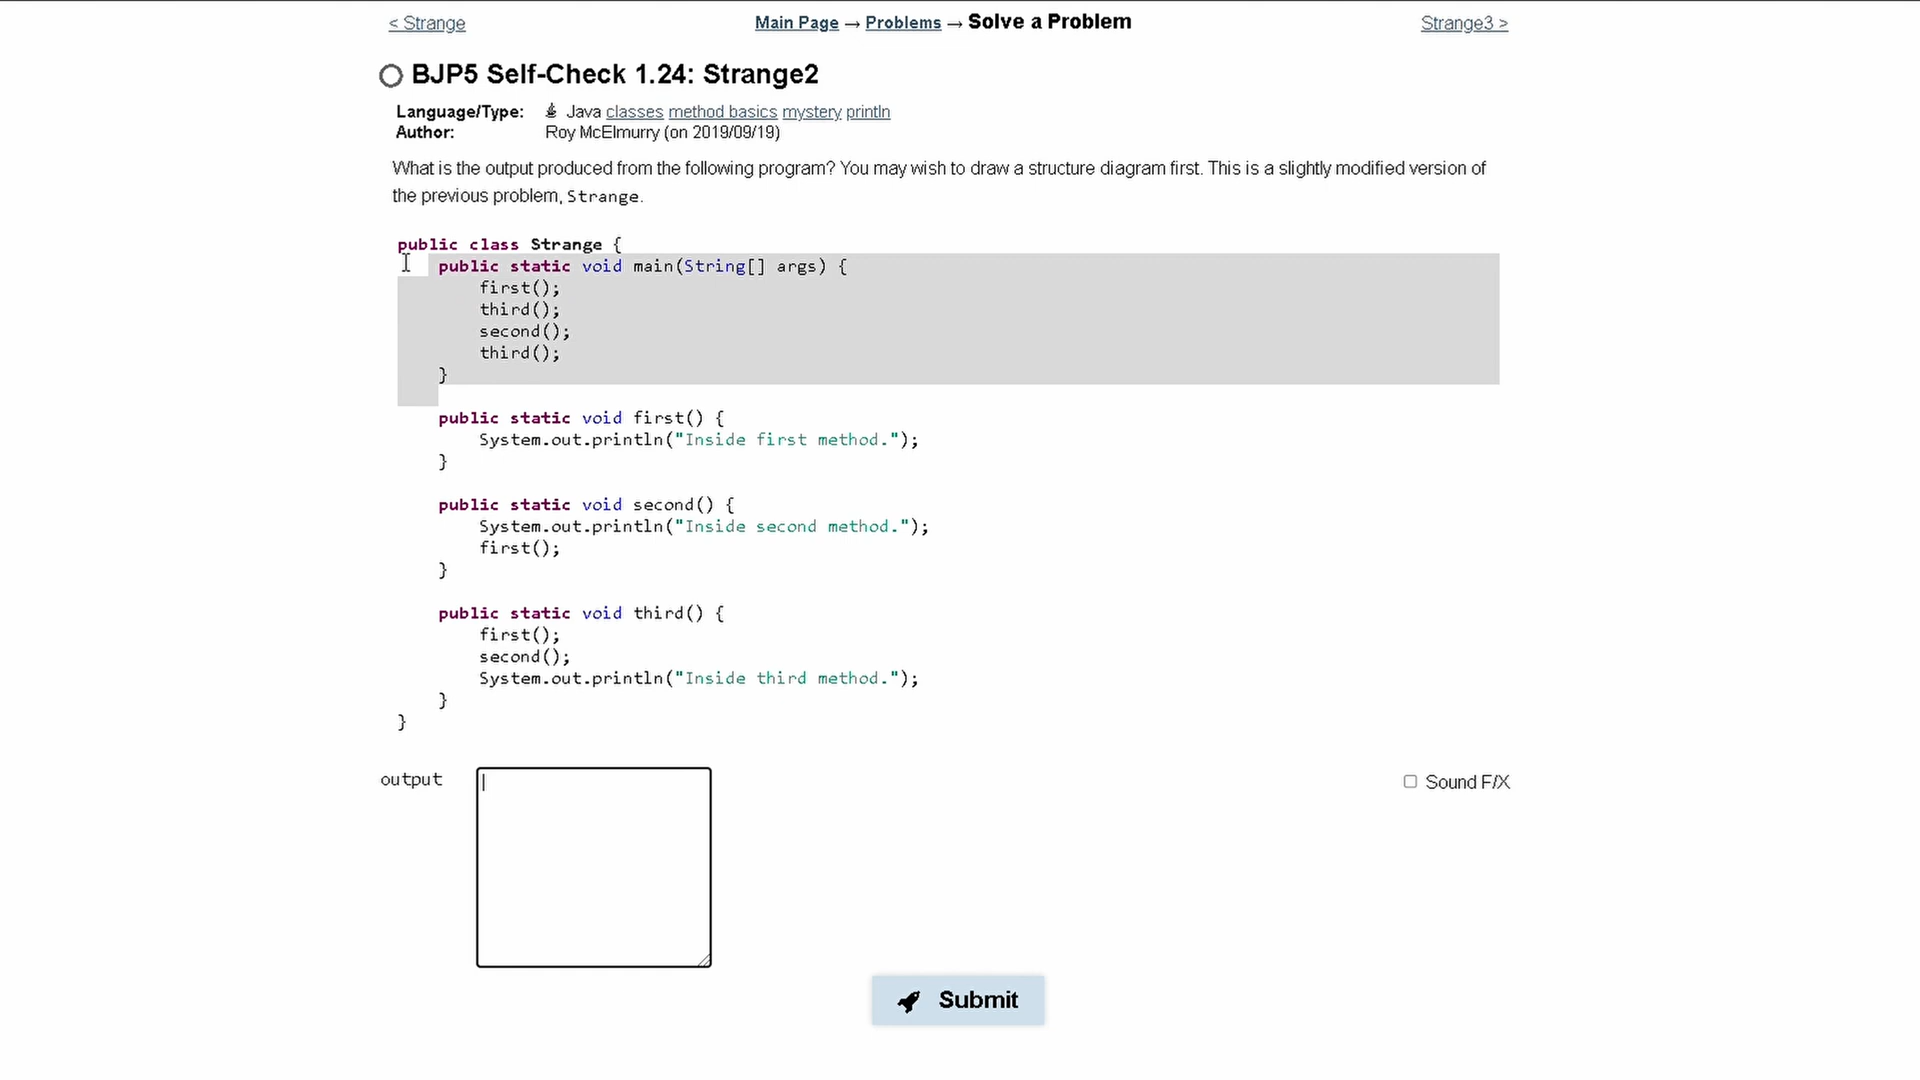 < Strange
Main Page → Problems → Solve a Problem
Strange3 >
BJP5 Self-Check 1.24: Strange2
Language/Type: Java classes method basics mystery println
Author: Roy McElmurry (on 2019/09/19)
What is the output produced from the following program? You may wish to draw a structure diagram first. This is a slightly modified version of
the previous problem, Strange.
public class Strange {
    public static void main(String[] args) {
        first();
        third();
        second();
        third();
    }
    public static void first() {
        System.out.println("Inside first method.");
    }
    public static void second() {
        System.out.println("Inside second method.");
        first();
    }
    public static void third() {
        first();
        second();
        System.out.println("Inside third method.");
    }
}
output
Sound F/X
Submit